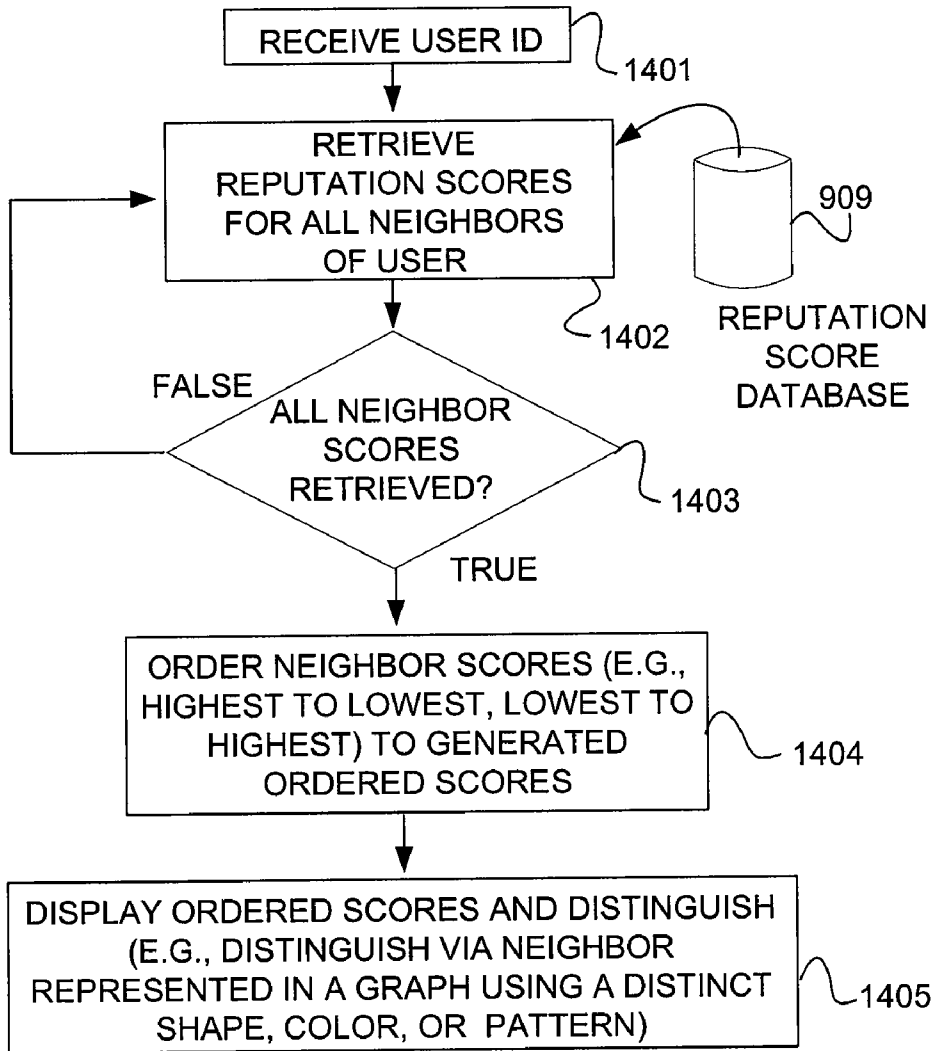 RECEIVE USER ID
1401
RETRIEVE
REPUTATION SCORES
FOR ALL NEIGHBORS
OF USER
1402
909
REPUTATION
SCORE
DATABASE
FALSE
ALL NEIGHBOR
SCORES
RETRIEVED?
1403
TRUE
ORDER NEIGHBOR SCORES (E.G.,
HIGHEST TO LOWEST, LOWEST TO
HIGHEST) TO GENERATED
ORDERED SCORES
1404
DISPLAY ORDERED SCORES AND DISTINGUISH
(E.G., DISTINGUISH VIA NEIGHBOR
REPRESENTED IN A GRAPH USING A DISTINCT
SHAPE, COLOR, OR PATTERN)
1405